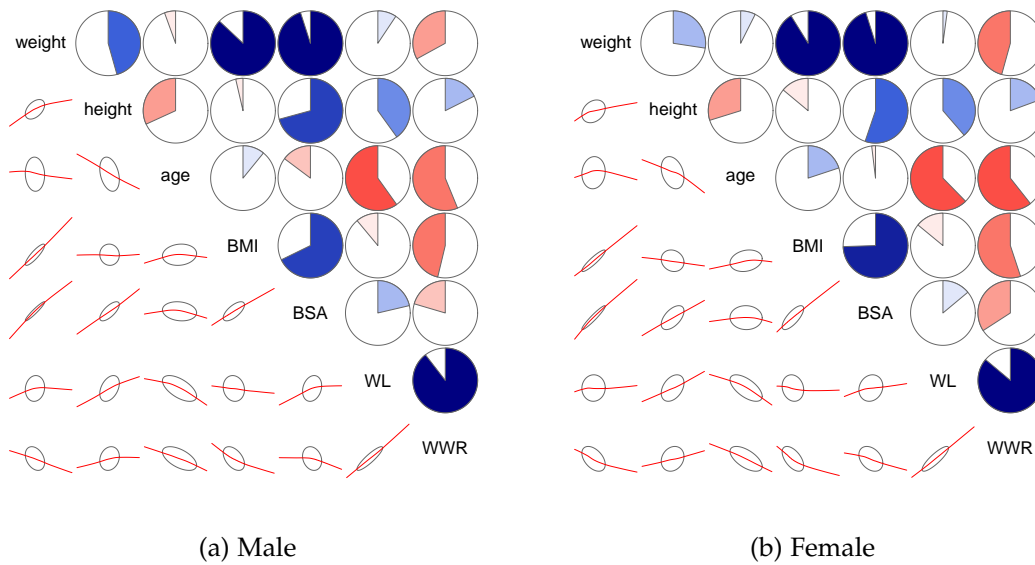 weight
height
age
BMI
BSA
WL
WWR
(a) Male
weight
height
age
BMI
BSA
WL
WWR
(b) Female